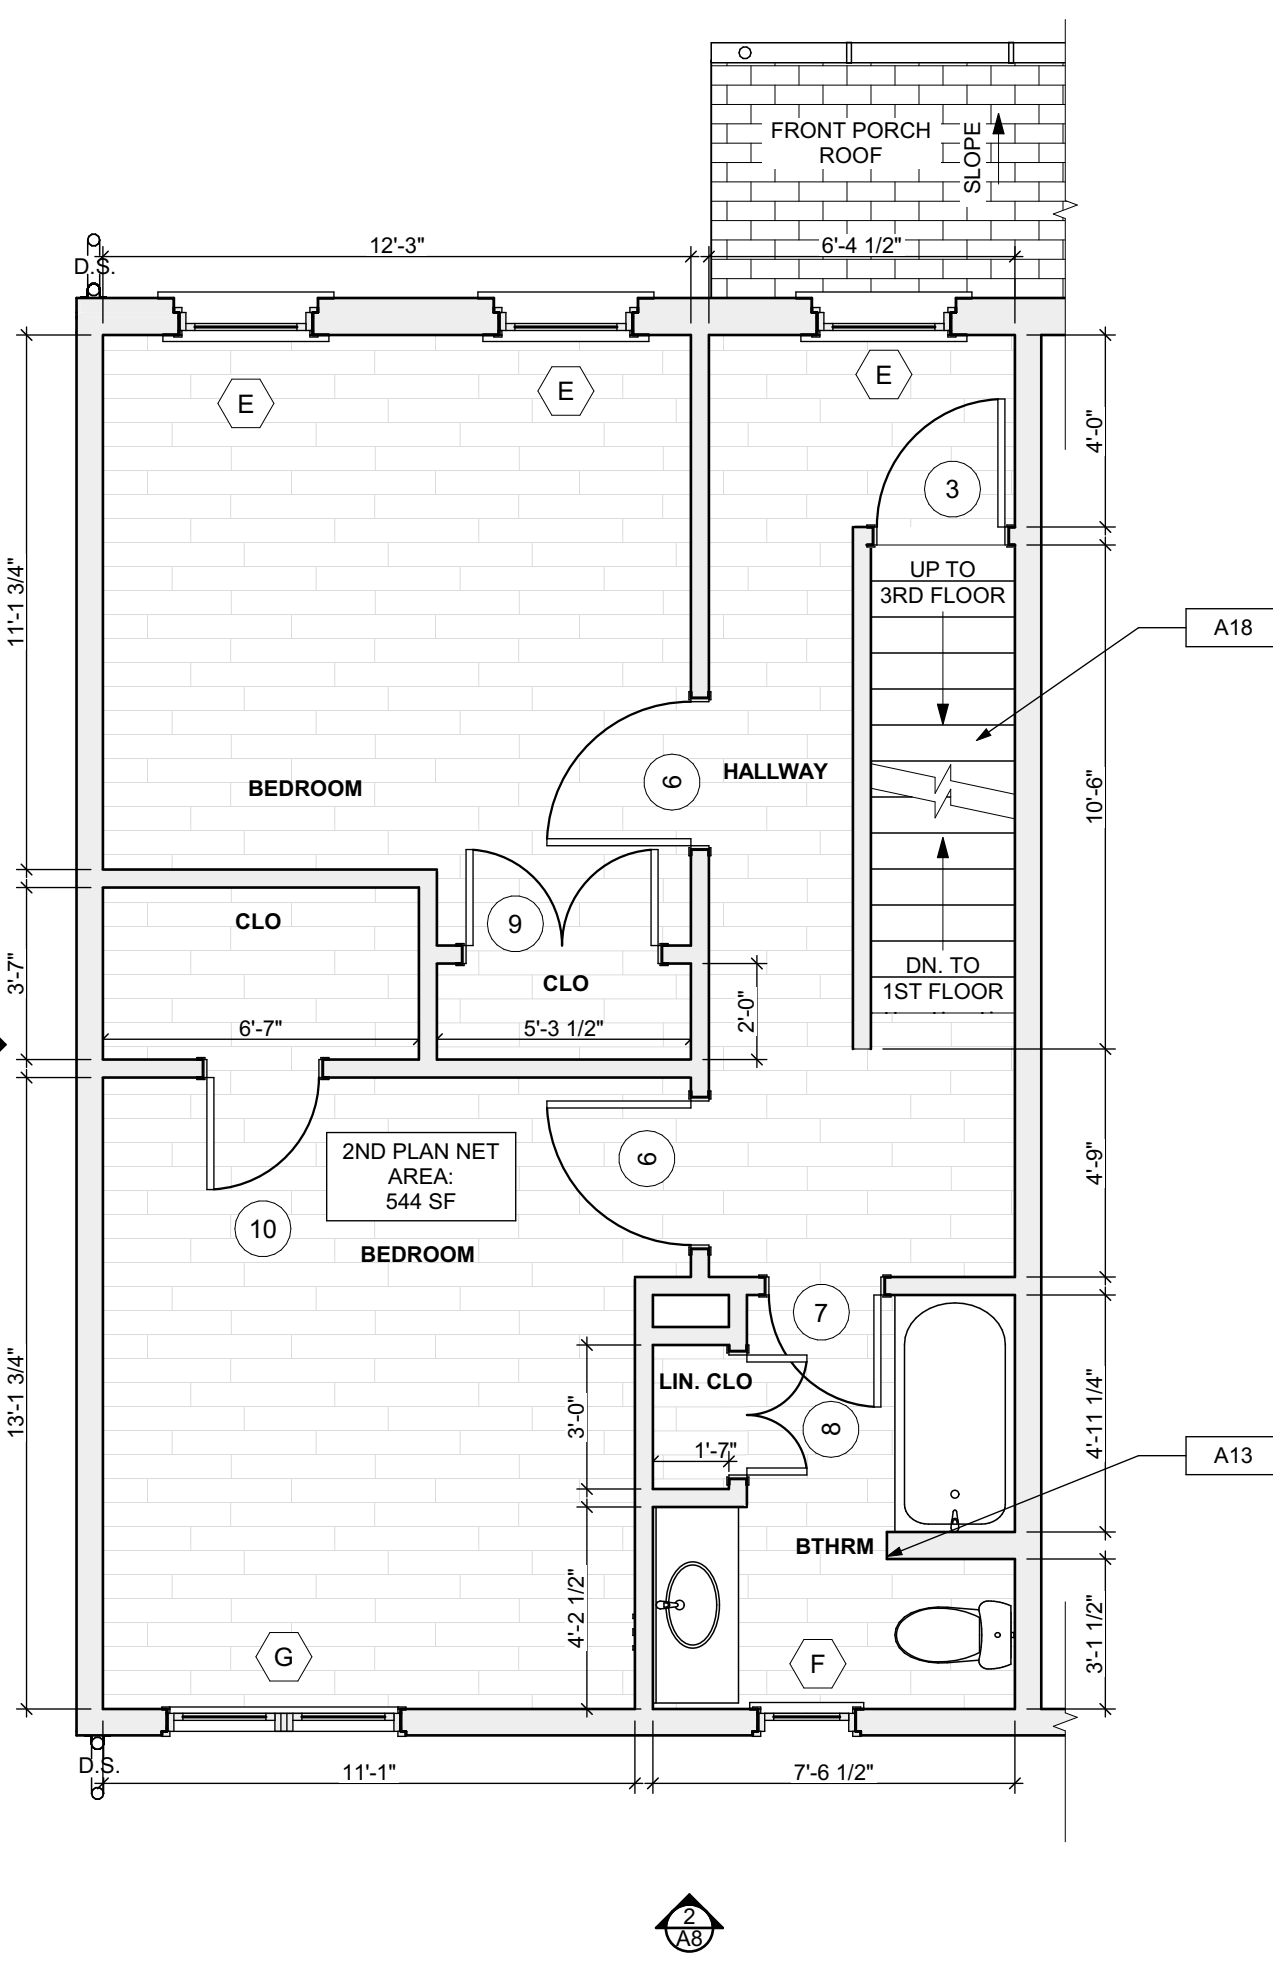 FRONT PORCH
ROOF
SLOPE
12'-3"
6'-4 1/2"
D.S.
E
E
E
4'-0"
3
UP TO
3RD FLOOR
11'-1 3/4"
A18
6
HALLWAY
BEDROOM
10'-6"
9
CLO
CLO
DN. TO
1ST FLOOR
3'-7"
6'-7"
5'-3 1/2"
2'-0"
2ND PLAN NET
AREA:
544 SF
6
4'-9"
10
BEDROOM
7
LIN. CLO
13'-1 3/4"
3'-0"
8
4'-11 1/4"
1'-7"
A13
BTHRM
4'-2 1/2"
3'-1 1/2"
G
F
D.S.
11'-1"
7'-6 1/2"
2
A8